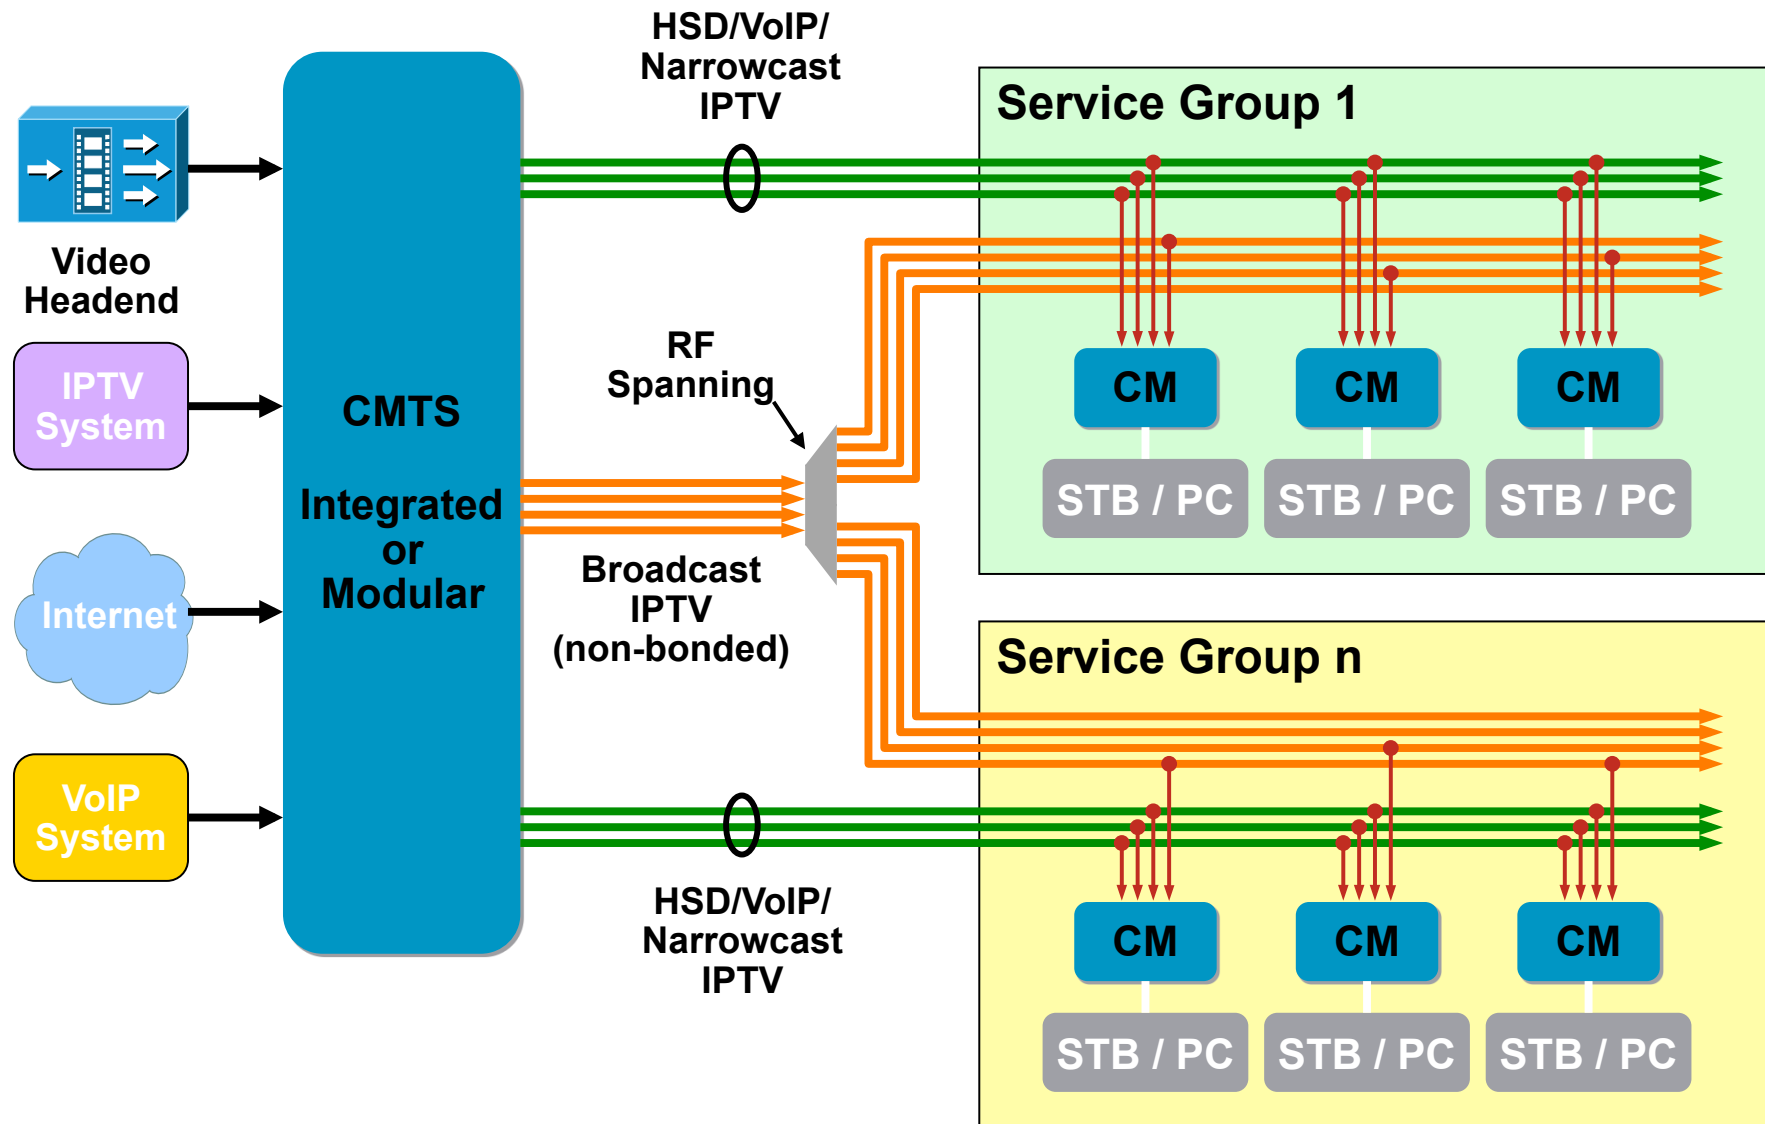 HSD/VoIP/
Narrowcast
IPTV
Video
Headend
IPTV
System
Internet
VoIP
System
CMTS
Integrated
or
Modular
RF
Spanning
Broadcast
IPTV
(non-bonded)
HSD/VoIP/
Narrowcast
IPTV
Service Group 1
CM
CM
CM
STB / PC
STB / PC
STB / PC
Service Group n
CM
CM
CM
STB / PC
STB / PC
STB / PC